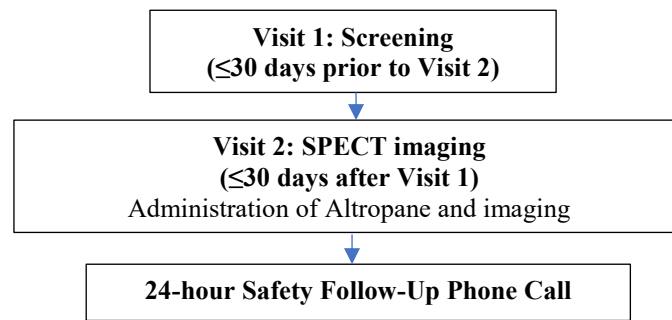 Visit 1: Screening
(≤30 days prior to Visit 2)
Visit 2: SPECT imaging
(≤30 days after Visit 1)
Administration of Altropane and imaging
24-hour Safety Follow-Up Phone Call